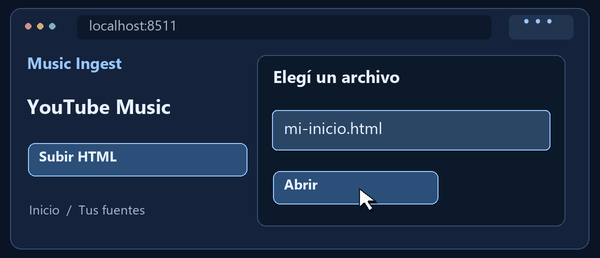 localhost:8511
Music Ingest
YouTube Music
Subir HTML
Inicio / Tus fuentes
Elegí un archivo
mi-inicio.html
Abrir